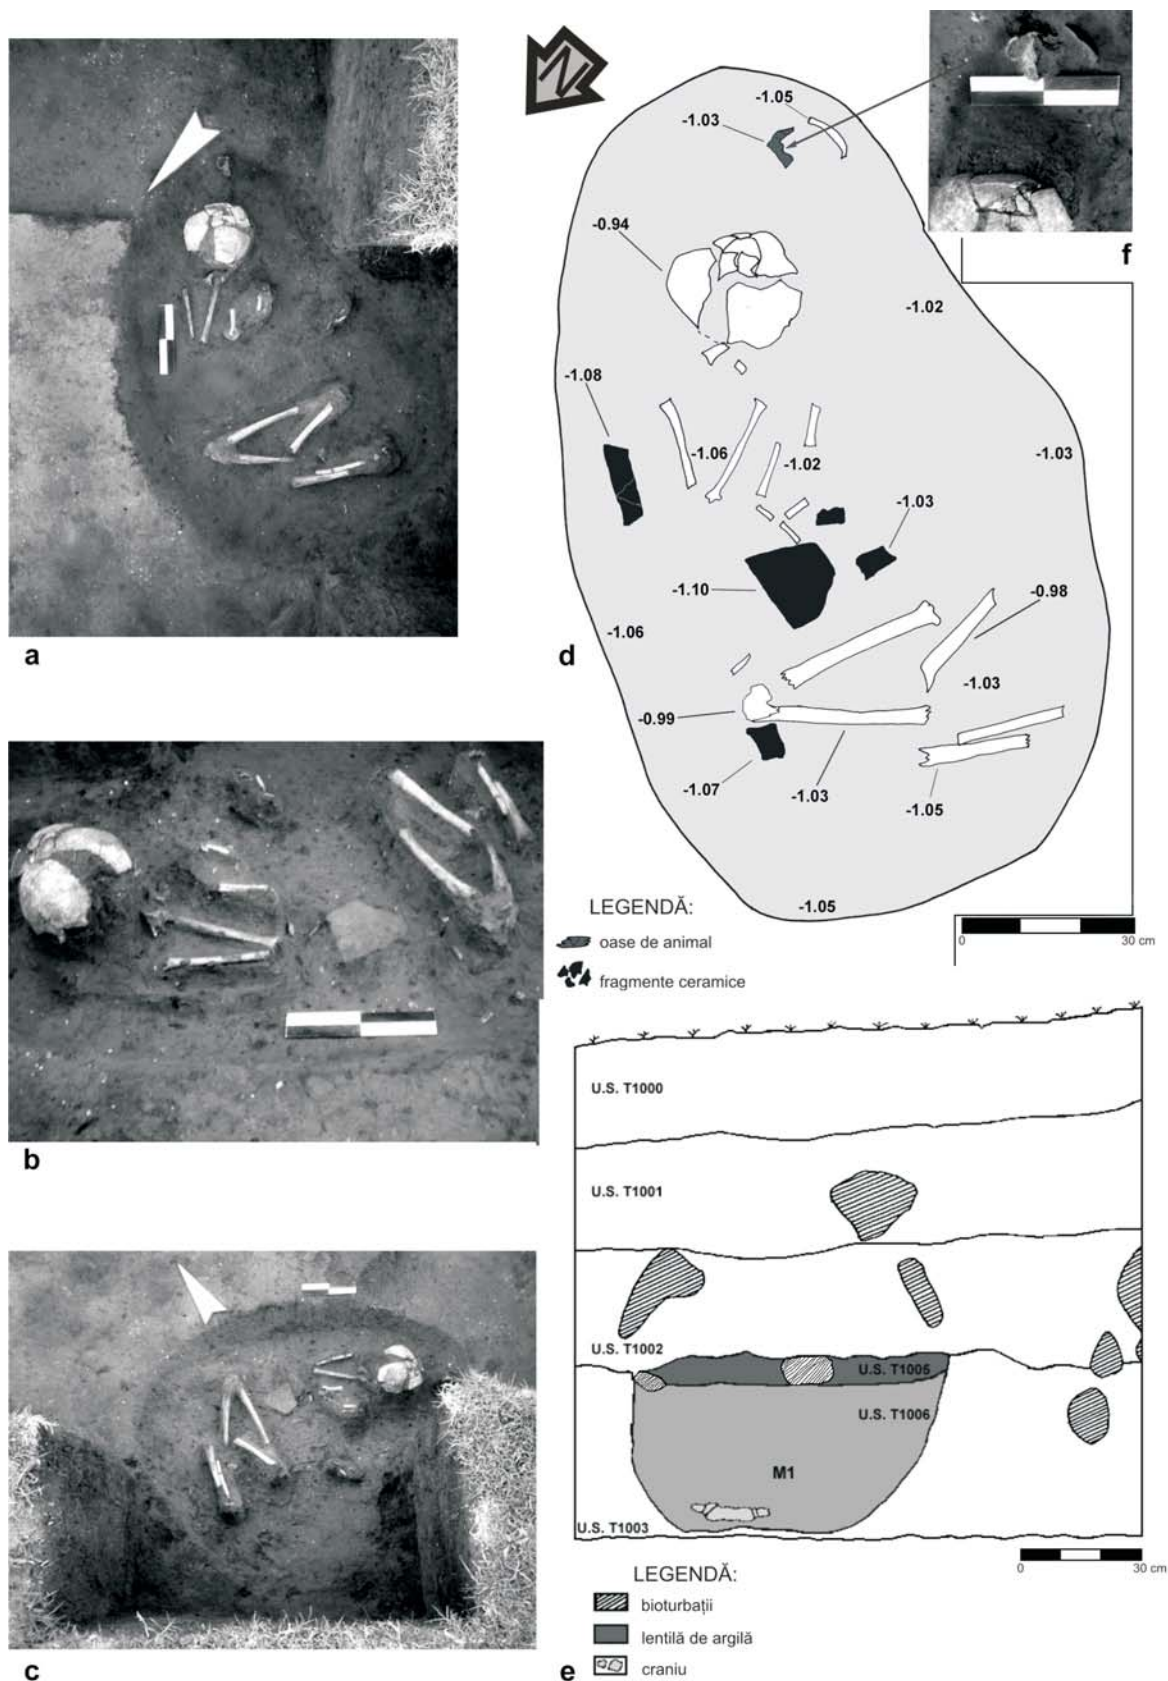 a
b
c
N
-1.05
-1.03
-0.94
-1.02
f
-1.08
-1.06
-1.02
-1.03
-1.03
-1.10
-0.98
-1.06
d
-1.03
-0.99
-1.07
-1.03
-1.05
-1.05
LEGENDĂ:
oase de animal
fragmente ceramice
0 30 cm
U.S. T1000
U.S. T1001
U.S. T1002
U.S. T1005
U.S. T1006
M1
U.S. T1003
0 30 cm
LEGENDĂ:
bioturbații
lentilă de argilă
craniu
e